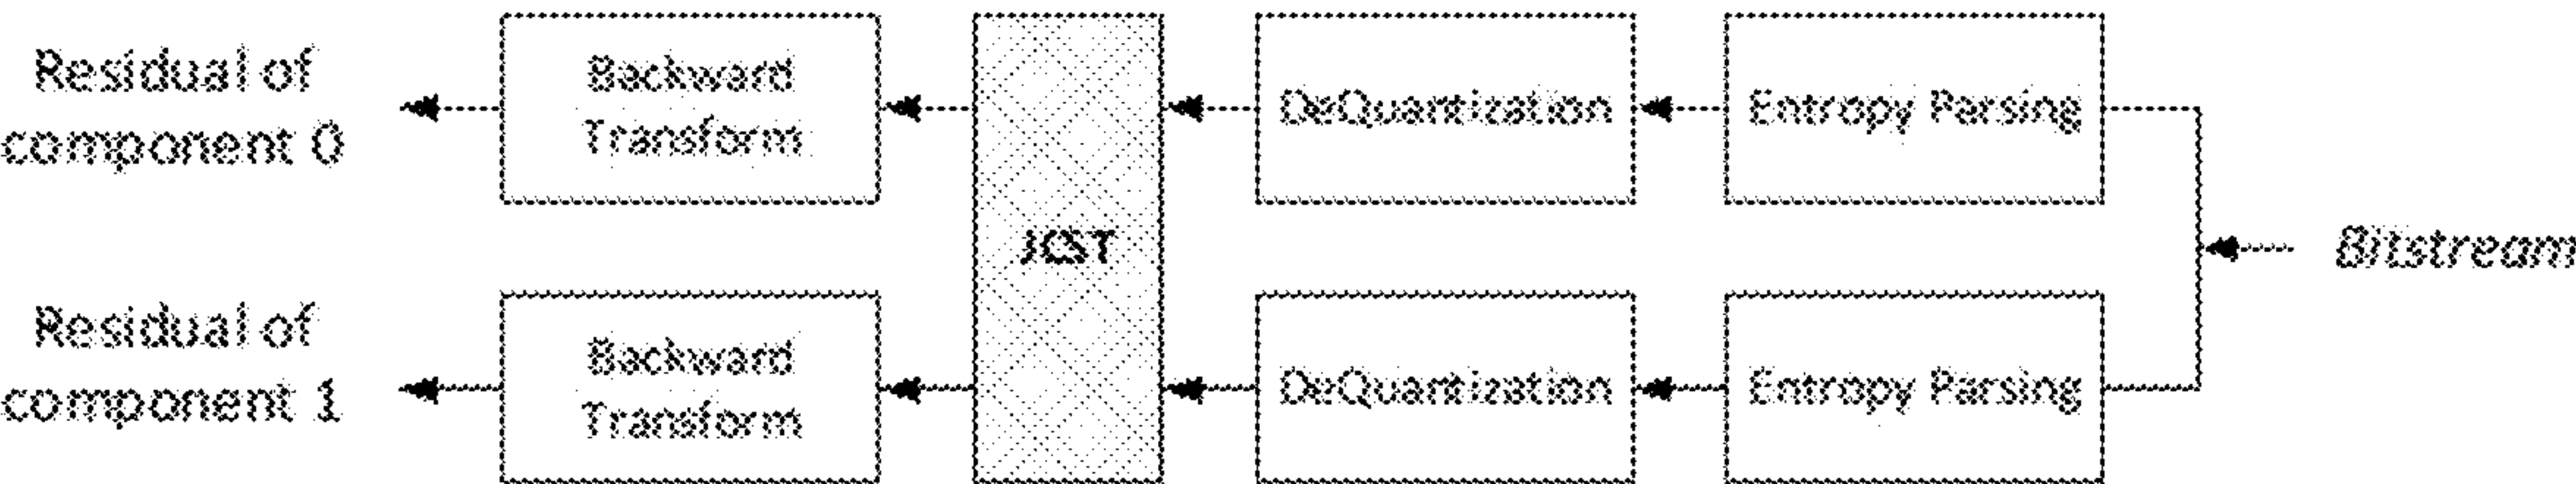 Residual of
component 0
Backward
Transform
DeQuantization
Entropy Parsing
JCST
Bitstream
Residual of
component 1
Backward
Transform
DeQuantization
Entropy Parsing